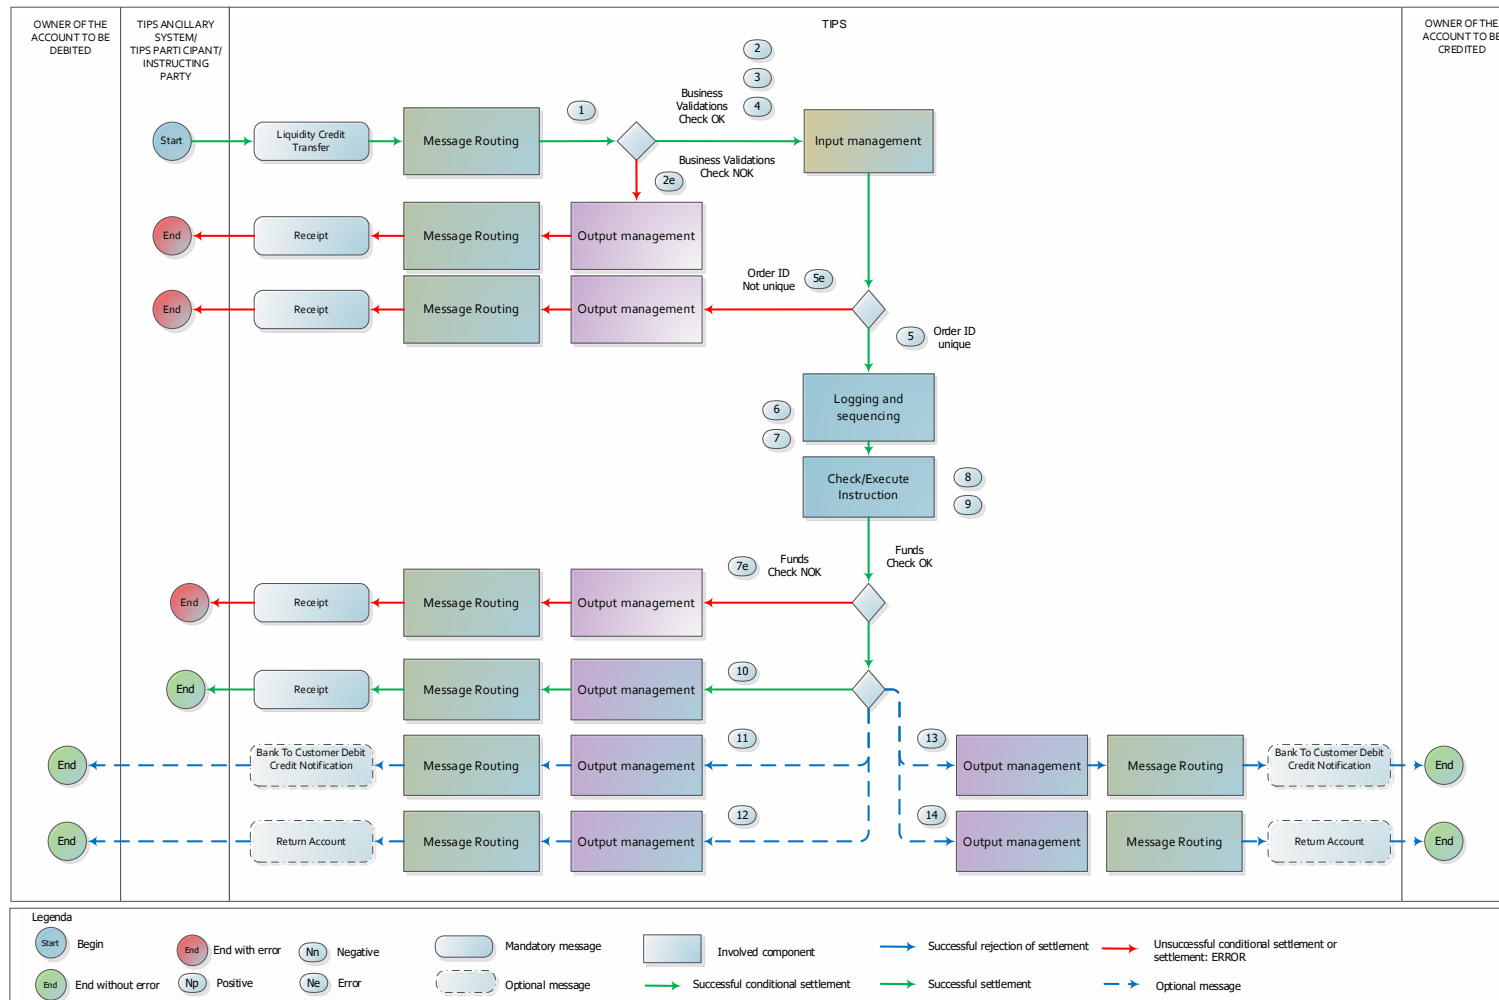 OWNER OF THE
ACCOUNT TO BE
DEBITED
TIPS ANCILLARY
SYSTEM/
TIPS PARTICIPANT/
INSTRUCTING
PARTY
TIPS
OWNER OF THE
ACCOUNT TO BE
CREDITED
2
3
4
Business
Validations
Check OK
1
Start
Liquidity Credit
Transfer
Message Routing
Input management
Business Validations
Check NOK
2e
End
Receipt
Message Routing
Output management
Order ID
Not unique
5e
End
Receipt
Message Routing
Output management
5
Order ID
unique
Logging and
sequencing
6
7
Check/Execute
Instruction
8
9
Funds
Check OK
7e
Funds
Check NOK
End
Receipt
Message Routing
Output management
10
End
Receipt
Message Routing
Output management
11
13
End
Bank To Customer Debit
Credit Notification
Message Routing
Output management
Output management
Message Routing
Bank To Customer Debit
Credit Notification
End
12
14
End
Return Account
Message Routing
Output management
Output management
Message Routing
Return Account
End
Legenda
Start
Begin
End
End with error
Nn
Negative
Mandatory message
Involved component
Successful rejection of settlement
Unsuccessful conditional settlement or
settlement: ERROR
End
End without error
Np
Positive
Ne
Error
Optional message
Successful conditional settlement
Successful settlement
Optional message